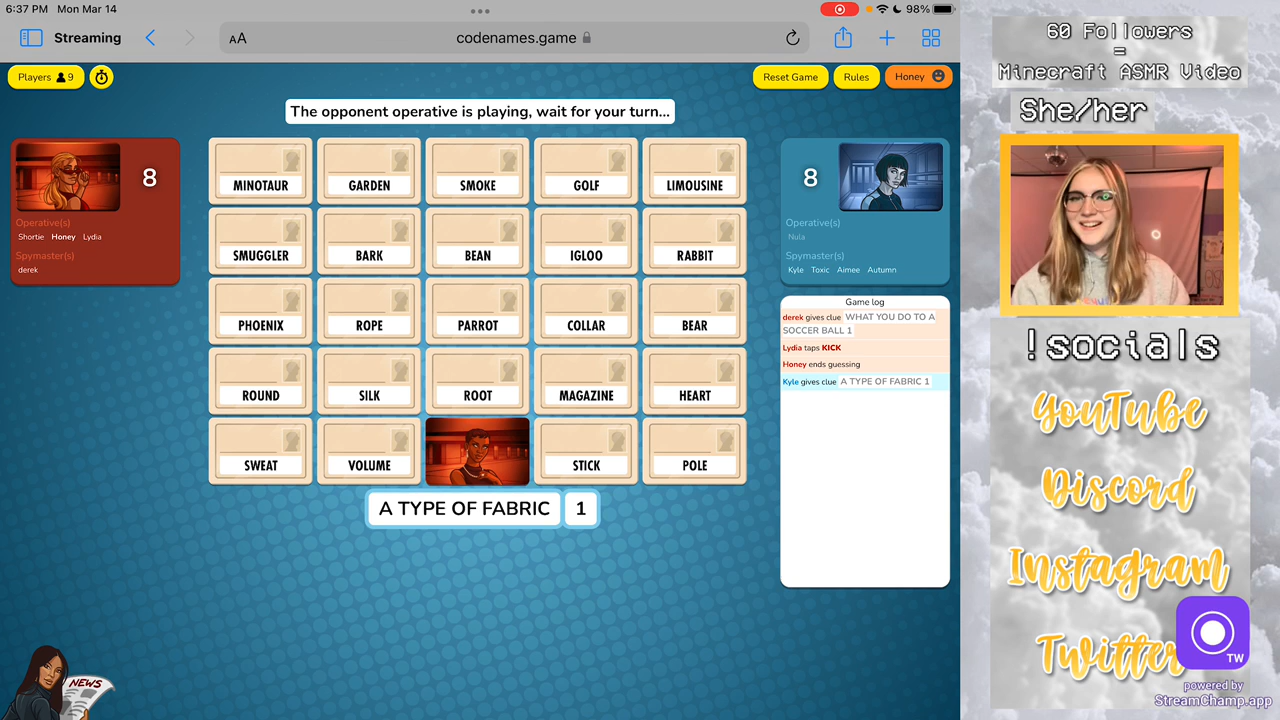 6:37 PM Mon Mar 14
98%
Streaming
AA
codenames.game
60 Followers
=
Minecraft ASMR Video
She/her
Players 9
Reset Game
Rules
Honey
The opponent operative is playing, wait for your turn...
8
Operative(s)
Shortie Honey Lydia
Spymaster(s)
derek
MINOTAUR
GARDEN
SMOKE
GOLF
LIMOUSINE
SMUGGLER
BARK
BEAN
IGLOO
RABBIT
PHOENIX
ROPE
PARROT
COLLAR
BEAR
ROUND
SILK
ROOT
MAGAZINE
HEART
SWEAT
VOLUME
STICK
POLE
A TYPE OF FABRIC 1
8
Operative(s)
Nula
Spymaster(s)
Kyle Toxic Aimee Autumn
Game log
derek gives clue WHAT YOU DO TO A
SOCCER BALL 1
Lydia taps KICK
Honey ends guessing
Kyle gives clue A TYPE OF FABRIC 1
NEWS
!socials
YouTube
Discord
Instagram
Twitter
TW
powered by
StreamChamp.app